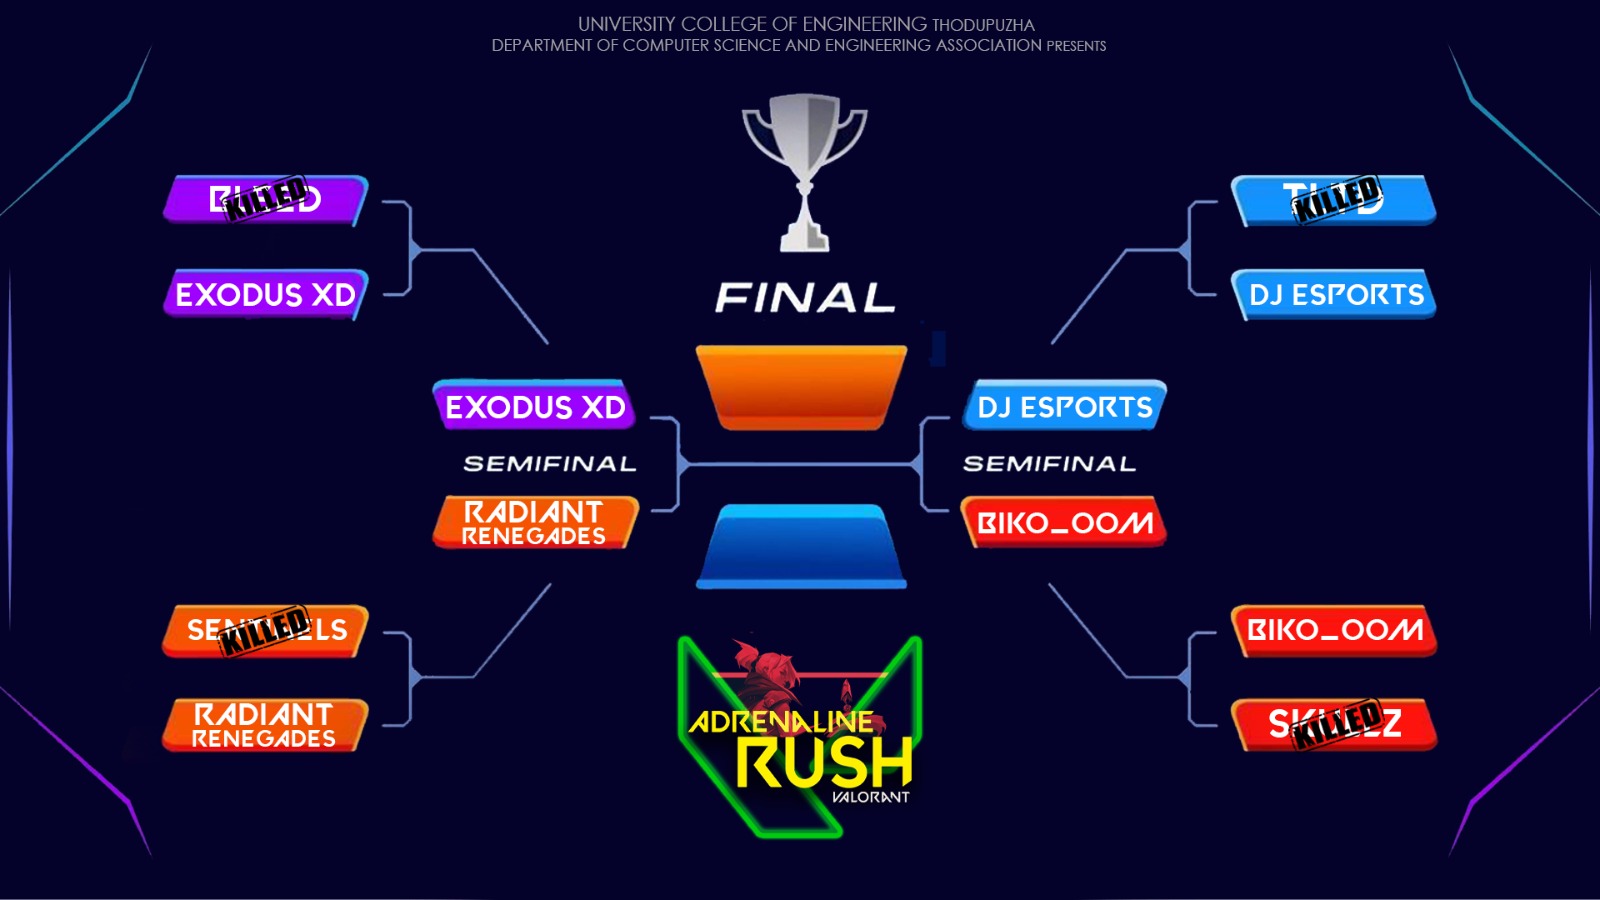 UNIVERSITY COLLEGE OF ENGINEERING THODUPUZHA
DEPARTMENT OF COMPUTER SCIENCE AND ENGINEERING ASSOCIATION PRESENTS
KILLED
EXODUS XD
KILLED
DJ ESPORTS
FINAL
EXODUS XD
SEMIFINAL
RADIANT
RENEGADES
DJ ESPORTS
SEMIFINAL
BIKO_OOM
KILLED
RADIANT
RENEGADES
BIKO_OOM
KILLED
ADRENALINE
RUSH
VALORANT